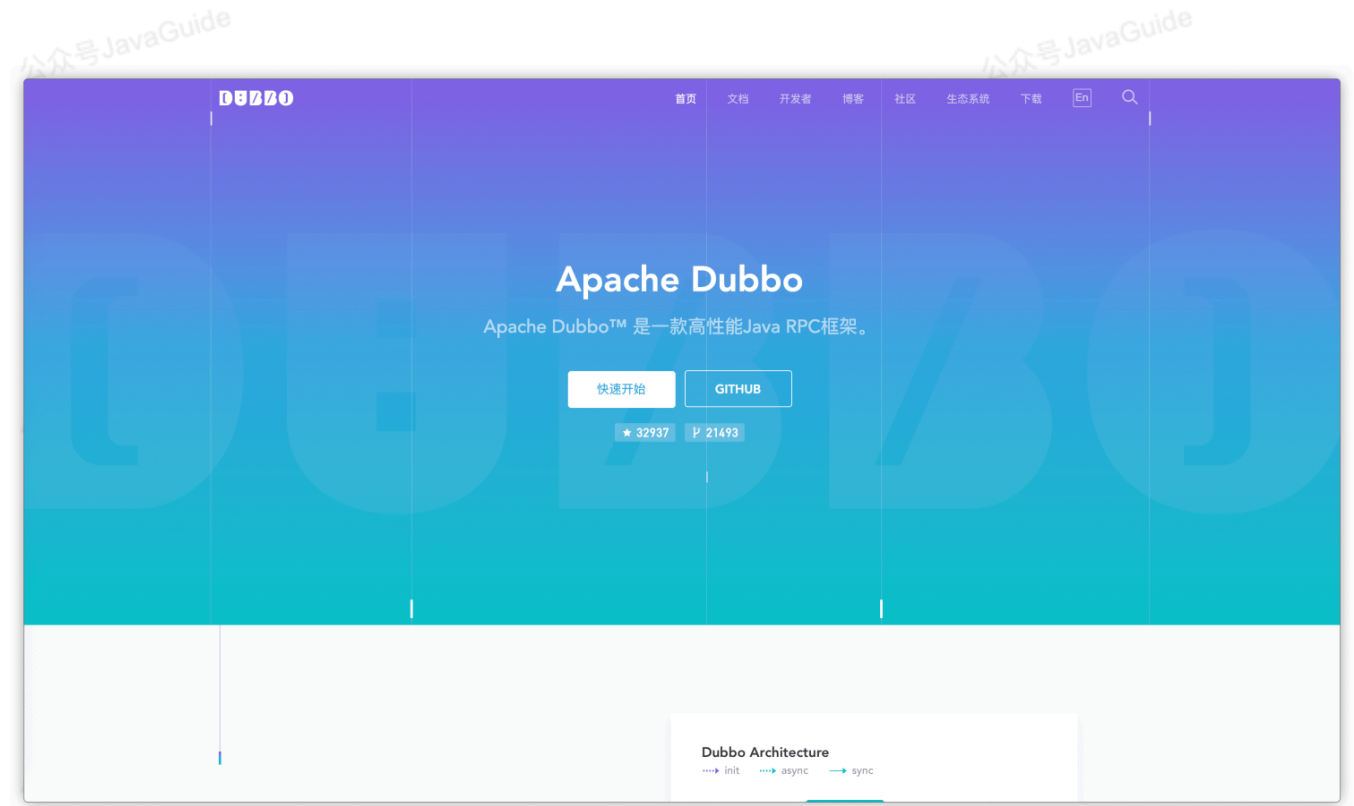 公众号JavaGuide 公众号JavaGuide
DUBBO 首页 文档 开发者 博客 社区 生态系统 下载 En
DUBBO
Apache Dubbo
Apache Dubbo™ 是一款高性能Java RPC框架。
快速开始 GITHUB
32937 21493
Dubbo Architecture
init async sync